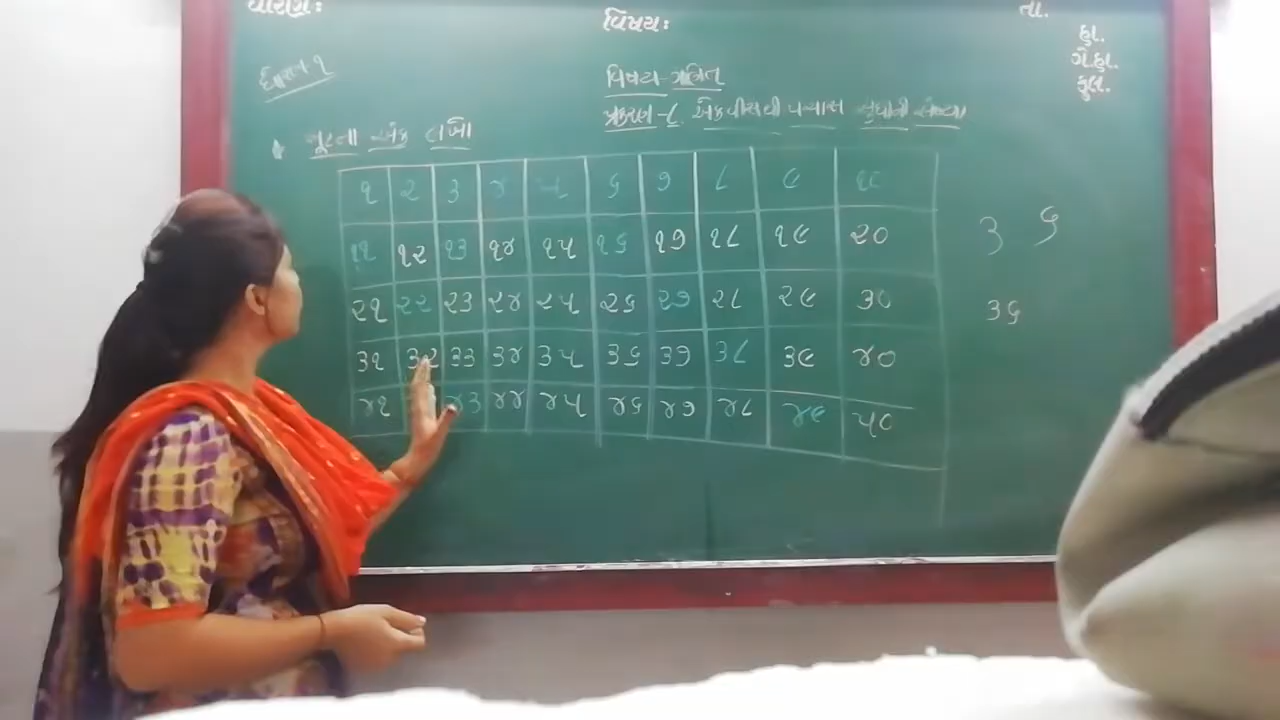 વિષય:
તા.
હા.
ગે.હા.
કુલ.
ધોરણ-૧
વિષય-ગણિત
પ્રકરણ-૮ એકવીસથી પચાસ સુધીની સંખ્યા
ખૂટતા અંક લખો
૧ ૨ ૩ ૪ ૫ ૬ ૭ ૮ ૯ ૧૦
૧૧ ૧૨ ૧૩ ૧૪ ૧૫ ૧૬ ૧૭ ૧૮ ૧૯ ૨૦
૨૧ ૨૨ ૨૩ ૨૪ ૨૫ ૨૬ ૨૭ ૨૮ ૨૯ ૩૦
૩૧ ૩૨ ૩૩ ૩૪ ૩૫ ૩૬ ૩૭ ૩૮ ૩૯ ૪૦
૪૧ ૪૩ ૪૪ ૪૫ ૪૬ ૪૭ ૪૮ ૪૯ ૫૦
૩ ૬
૩૬